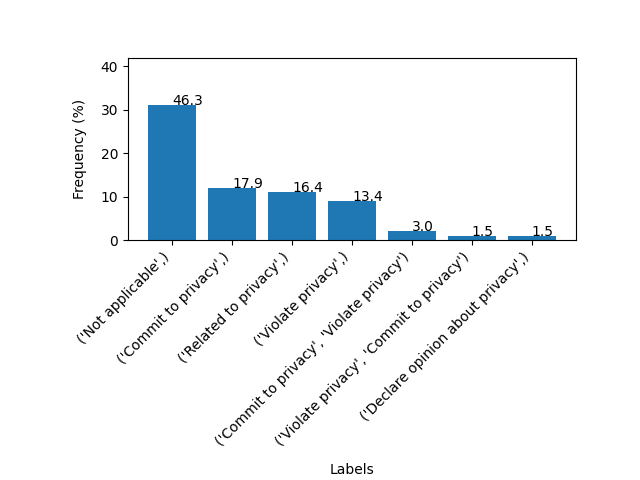 40
30
20
10
0
Frequency (%)
46.3
17.9
16.4
13.4
3.0
1.5
1.5
('Not applicable',)
('Commit to privacy',)
('Related to privacy',)
('Violate privacy',)
('Commit to privacy', 'Violate privacy')
('Violate privacy', 'Commit to privacy')
('Declare opinion about privacy',)
Labels